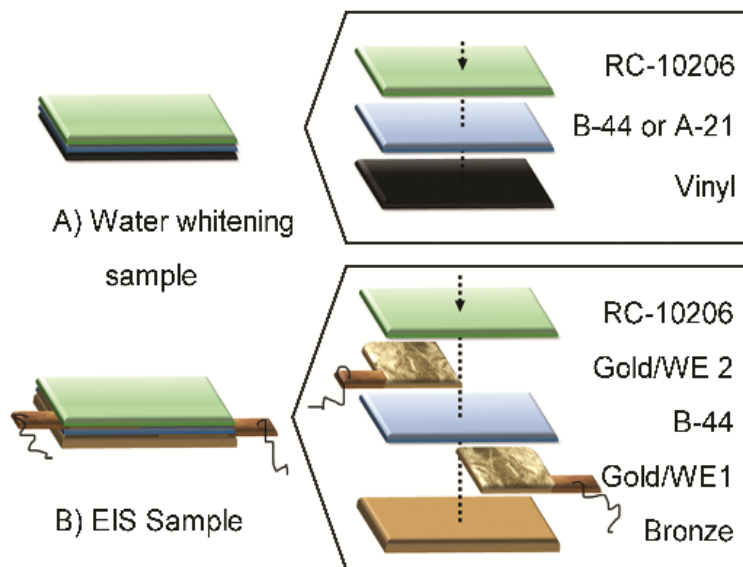 RC-10206
B-44 or A-21
Vinyl
A) Water whitening
sample
RC-10206
Gold/WE 2
B-44
Gold/WE1
Bronze
B) EIS Sample